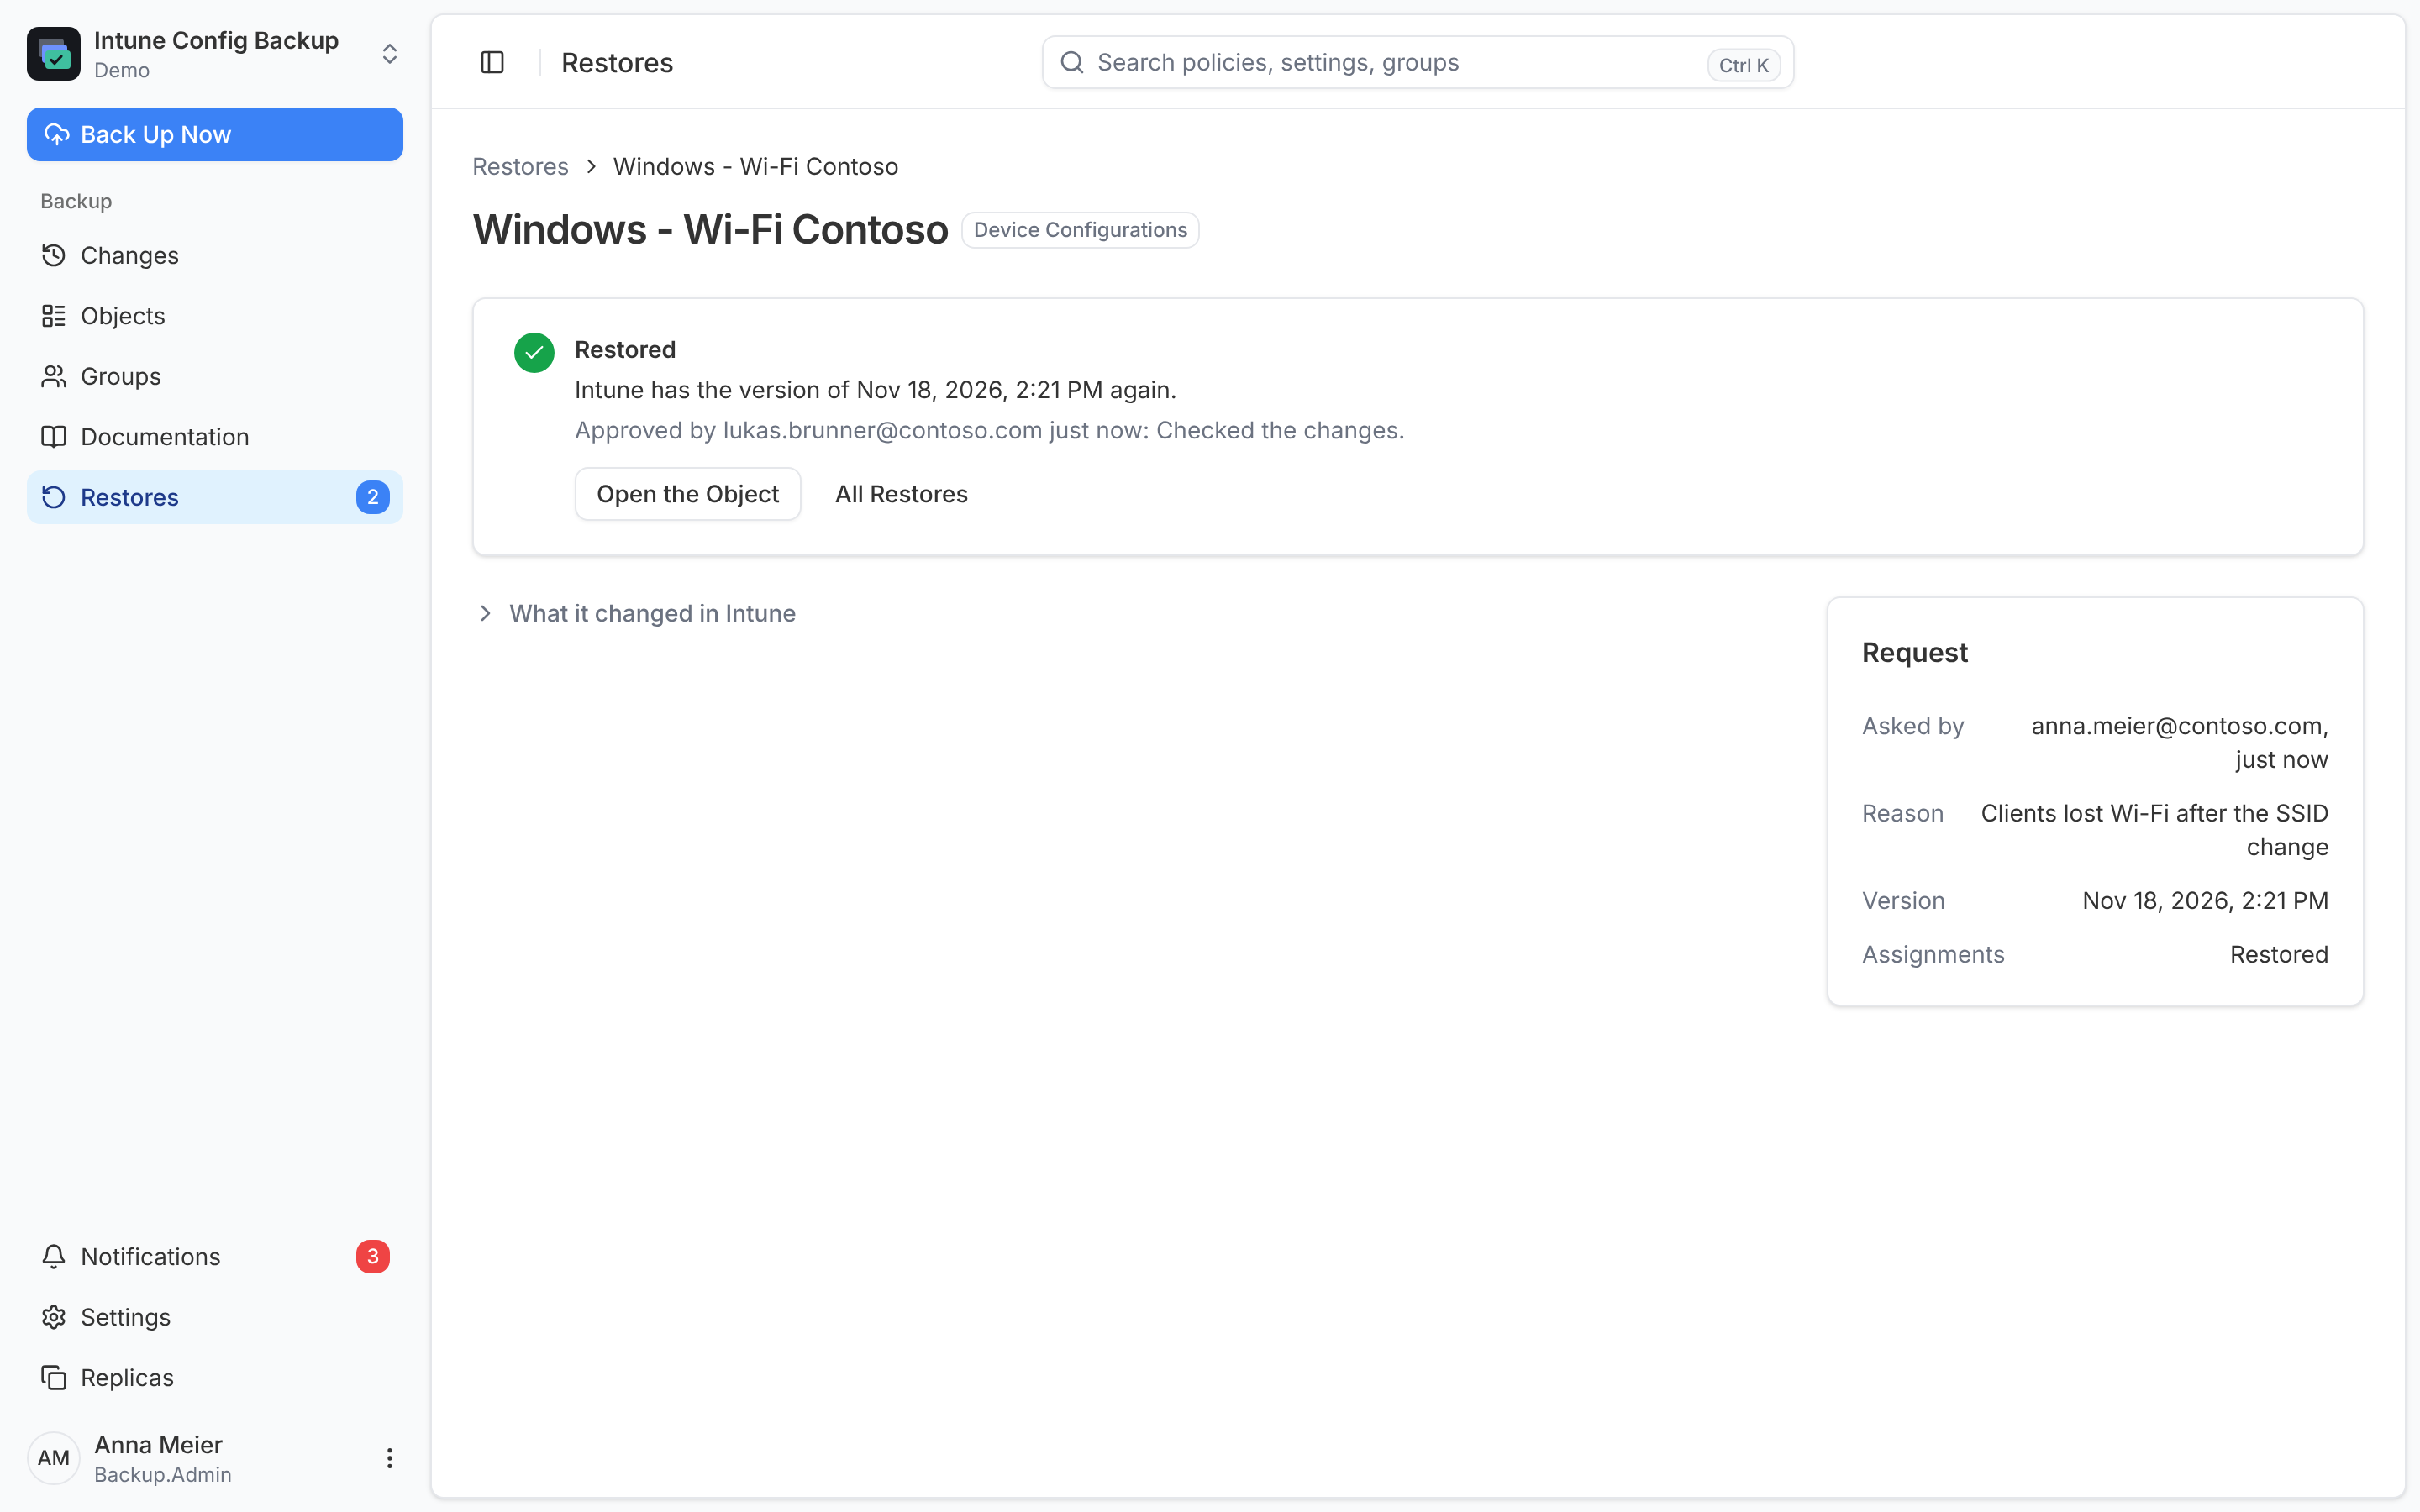 Intune Config Backup
Demo
Back Up Now
Backup
Changes
Objects
Groups
Documentation
Restores 2
Notifications 3
Settings
Replicas
AM
Anna Meier
Backup.Admin
Restores
Search policies, settings, groups
Ctrl K
Restores > Windows - Wi-Fi Contoso
Windows - Wi-Fi Contoso
Device Configurations
Restored
Intune has the version of Nov 18, 2026, 2:21 PM again.
Approved by lukas.brunner@contoso.com just now: Checked the changes.
Open the Object
All Restores
What it changed in Intune
Request
Asked by anna.meier@contoso.com,
just now
Reason Clients lost Wi-Fi after the SSID
change
Version Nov 18, 2026, 2:21 PM
Assignments Restored